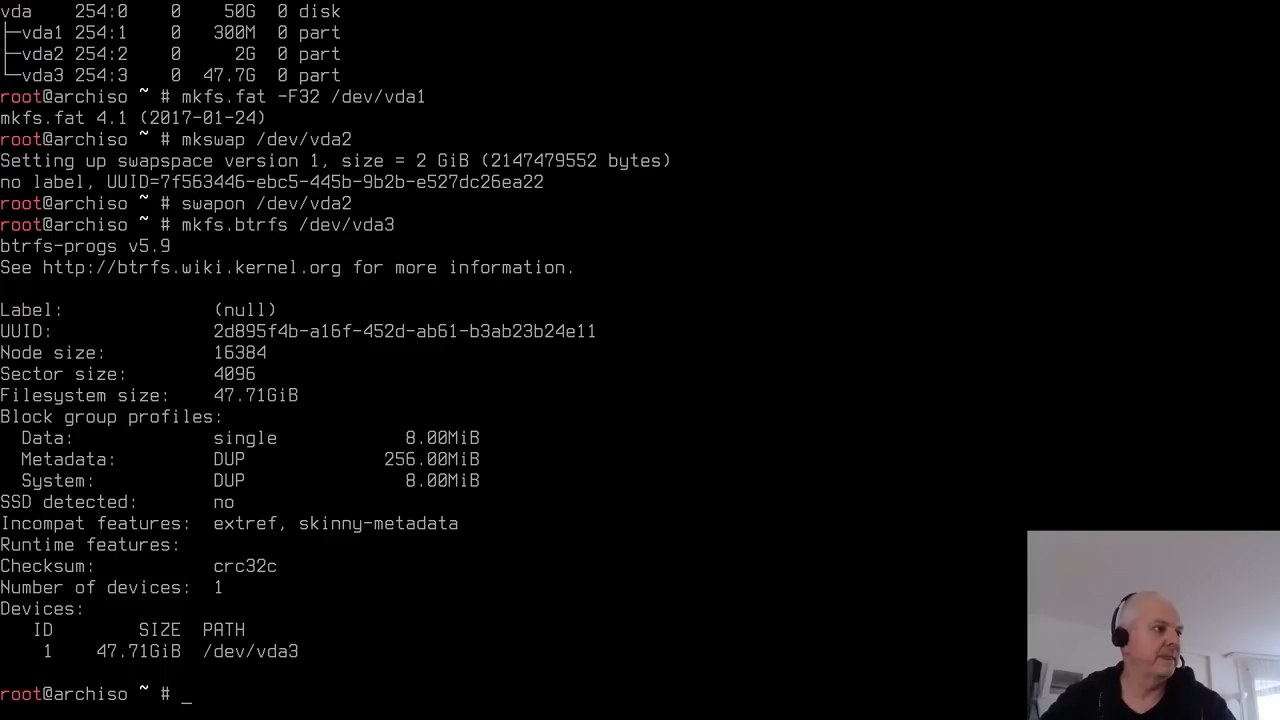 vda    254:0    0    50G  0 disk
├─vda1 254:1    0   300M  0 part
├─vda2 254:2    0     2G  0 part
└─vda3 254:3    0  47.7G  0 part
root@archiso ~ # mkfs.fat -F32 /dev/vda1
mkfs.fat 4.1 (2017-01-24)
root@archiso ~ # mkswap /dev/vda2
Setting up swapspace version 1, size = 2 GiB (2147479552 bytes)
no label, UUID=7f563446-ebc5-445b-9b2b-e527dc26ea22
root@archiso ~ # swapon /dev/vda2
root@archiso ~ # mkfs.btrfs /dev/vda3
btrfs-progs v5.9
See http://btrfs.wiki.kernel.org for more information.
Label:              (null)
UUID:               2d895f4b-a16f-452d-ab61-b3ab23b24e11
Node size:          16384
Sector size:        4096
Filesystem size:    47.71GiB
Block group profiles:
  Data:             single            8.00MiB
  Metadata:         DUP             256.00MiB
  System:           DUP               8.00MiB
SSD detected:       no
Incompat features:  extref, skinny-metadata
Runtime features:
Checksum:           crc32c
Number of devices:  1
Devices:
   ID        SIZE  PATH
    1    47.71GiB  /dev/vda3
root@archiso ~ # _